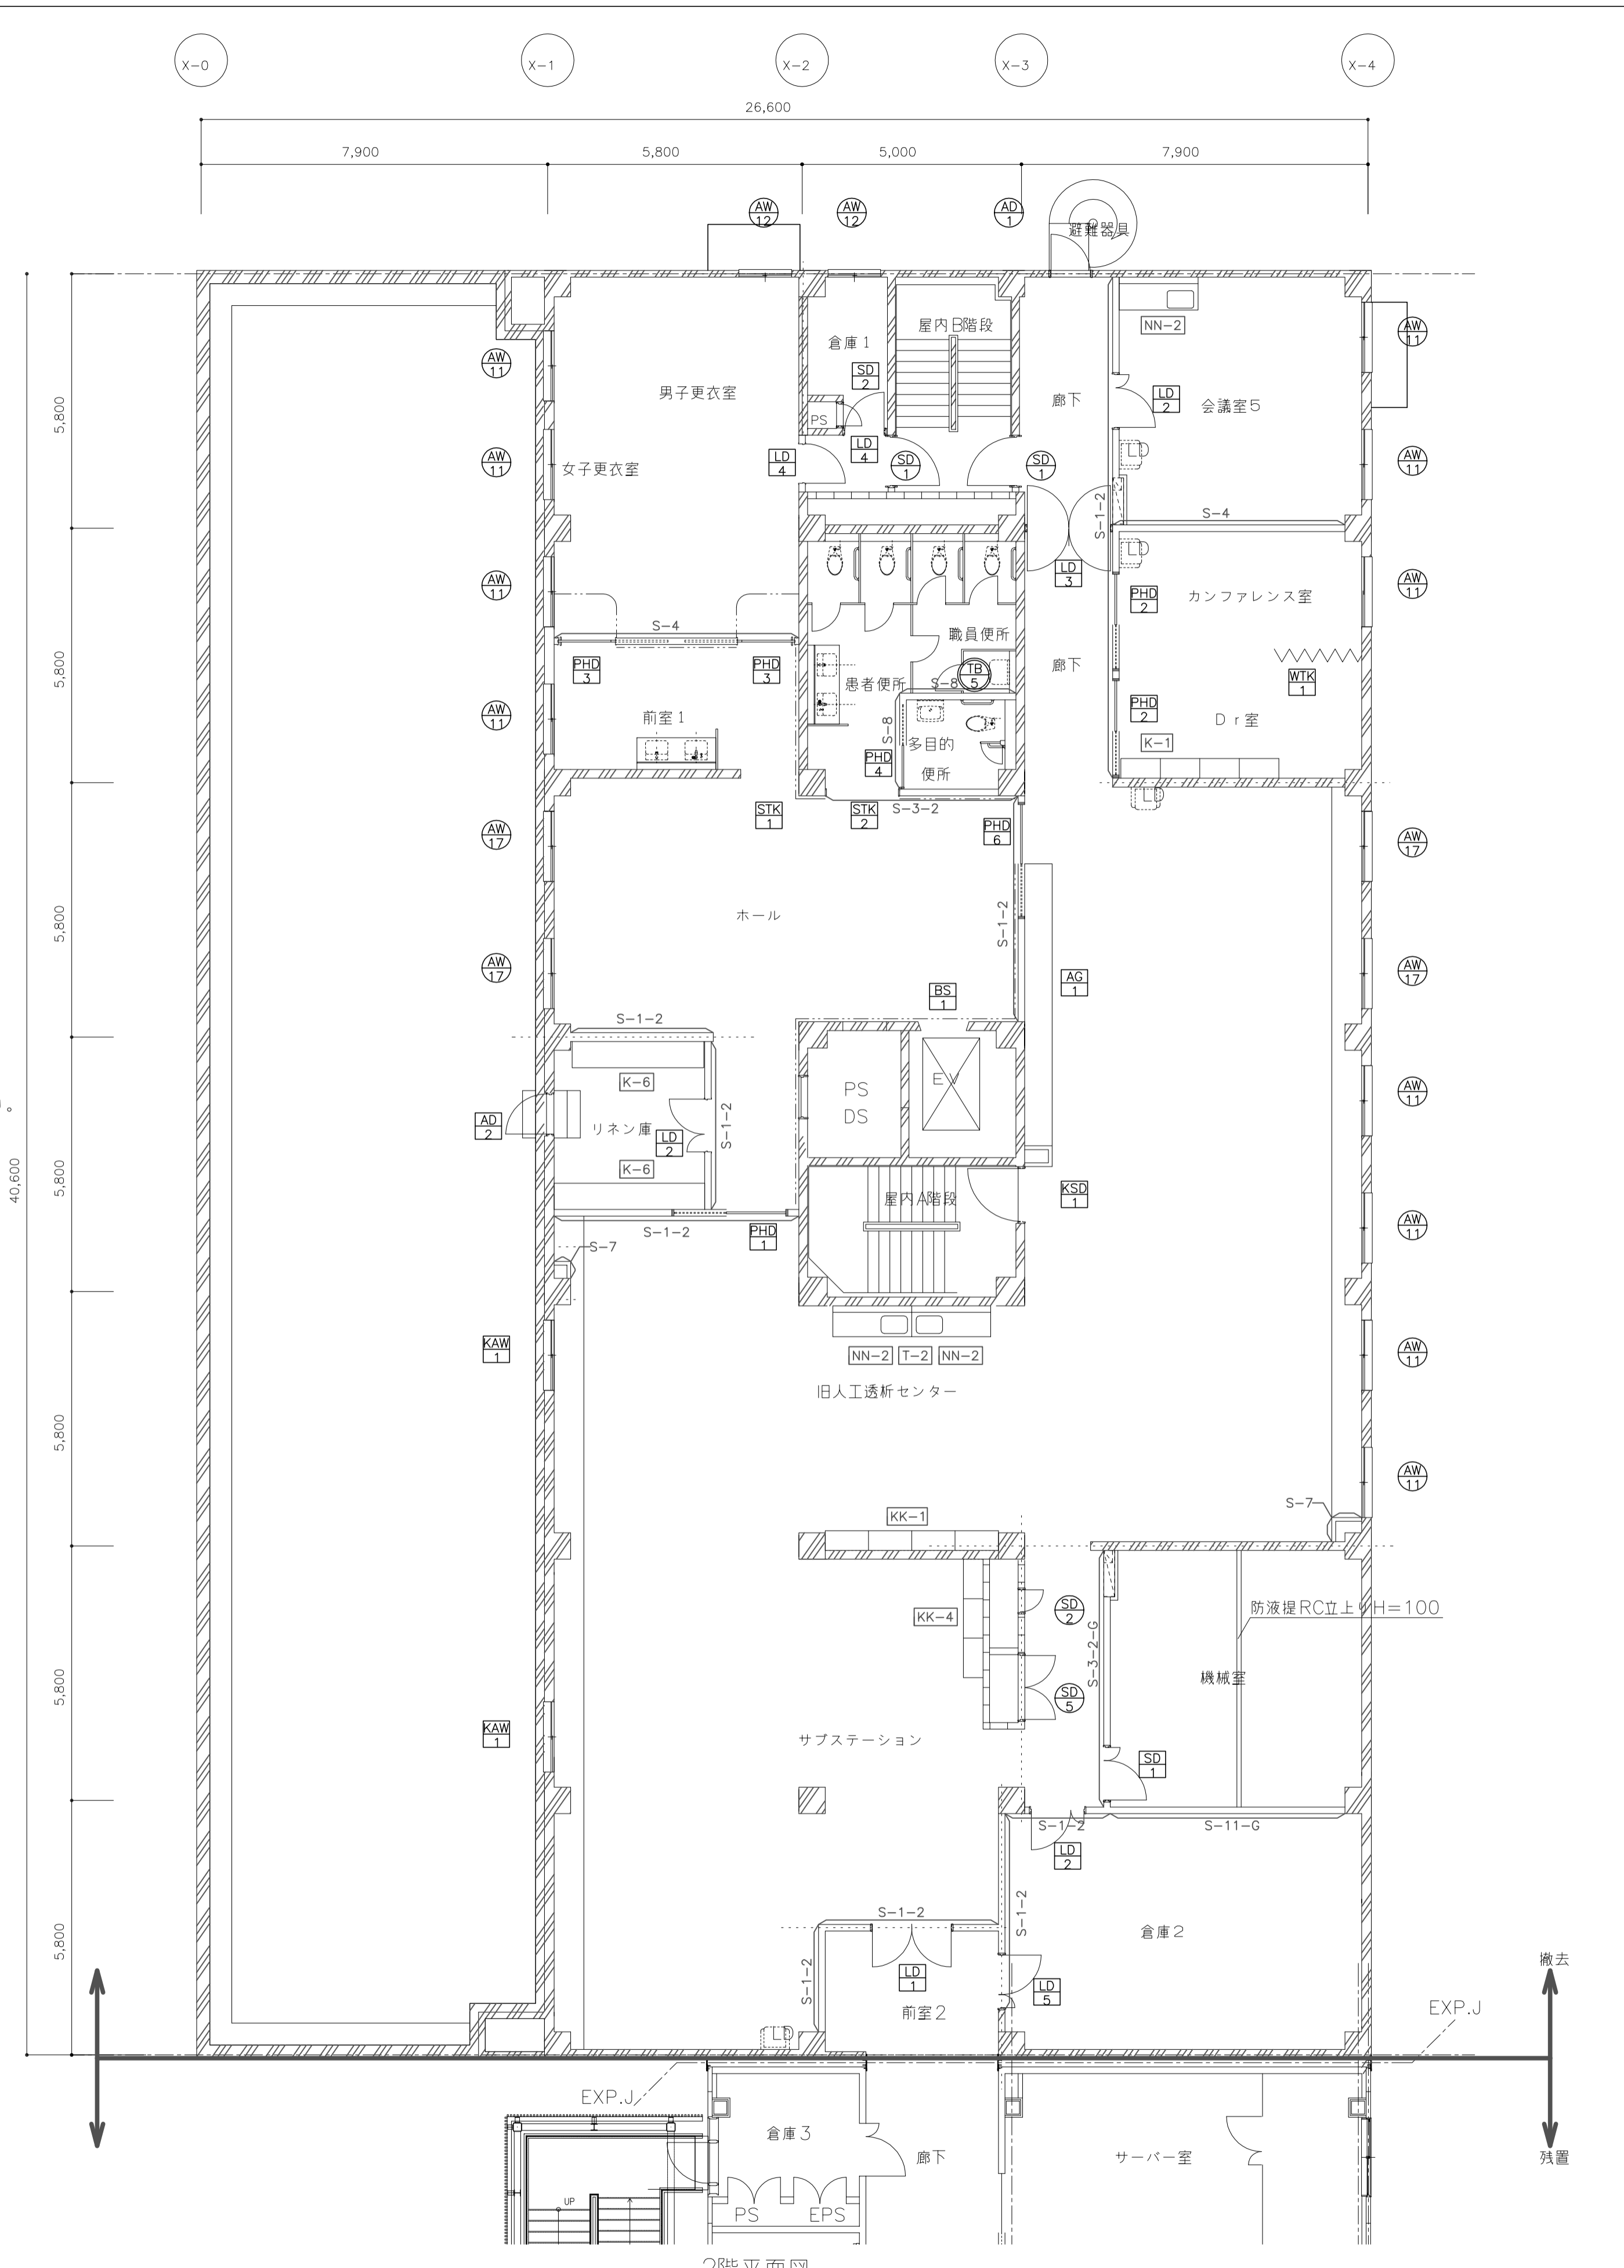 X-0
X-1
X-2
X-3
X-4
26,600
7,900
5,800
5,000
7,900
AW
12
AW
12
AD
1
避難器具
屋内B階段
NN-2
AW
11
AW
11
倉庫1
SD
2
男子更衣室
廊下
LD
2
会議室5
5,800
PS
LD
4
LD
4
SD
1
SD
1
LD
AW
11
AW
11
女子更衣室
S-1-2
S-4
LD
LD
3
AW
11
AW
11
PHD
2
カンファレンス室
S-4
職員便所
5,800
PHD
3
PHD
3
患者便所
TB
5
S-8
廊下
WTK
1
AW
11
前室1
S-8
PHD
2
Dr室
多目的
便所
PHD
4
K-1
LD
STK
1
STK
2
S-3-2
PHD
6
AW
17
AW
17
ホール
S-1-2
5,800
AW
17
AW
17
BS
1
AG
1
S-1-2
K-6
PS
DS
EV
AW
11
AD
2
リネン庫
LD
2
S-1-2
K-6
5,800
40,600
。
屋内A階段
KSD
1
AW
11
S-1-2
PHD
1
S-7
KAW
1
NN-2
T-2
NN-2
AW
11
旧人工透析センター
5,800
AW
11
S-7
KK-1
KK-4
SD
2
防液提RC立上りH=100
S-3-2-G
機械室
5,800
SD
5
KAW
1
サブステーション
SD
1
S-1-2
S-11-G
LD
2
S-1-2
S-1-2
倉庫2
5,800
S-1-2
LD
1
LD
5
前室2
LD
撤去
EXP.J
EXP.J
倉庫3
廊下
サーバー室
残置
UP
PS
EPS
2階平面図